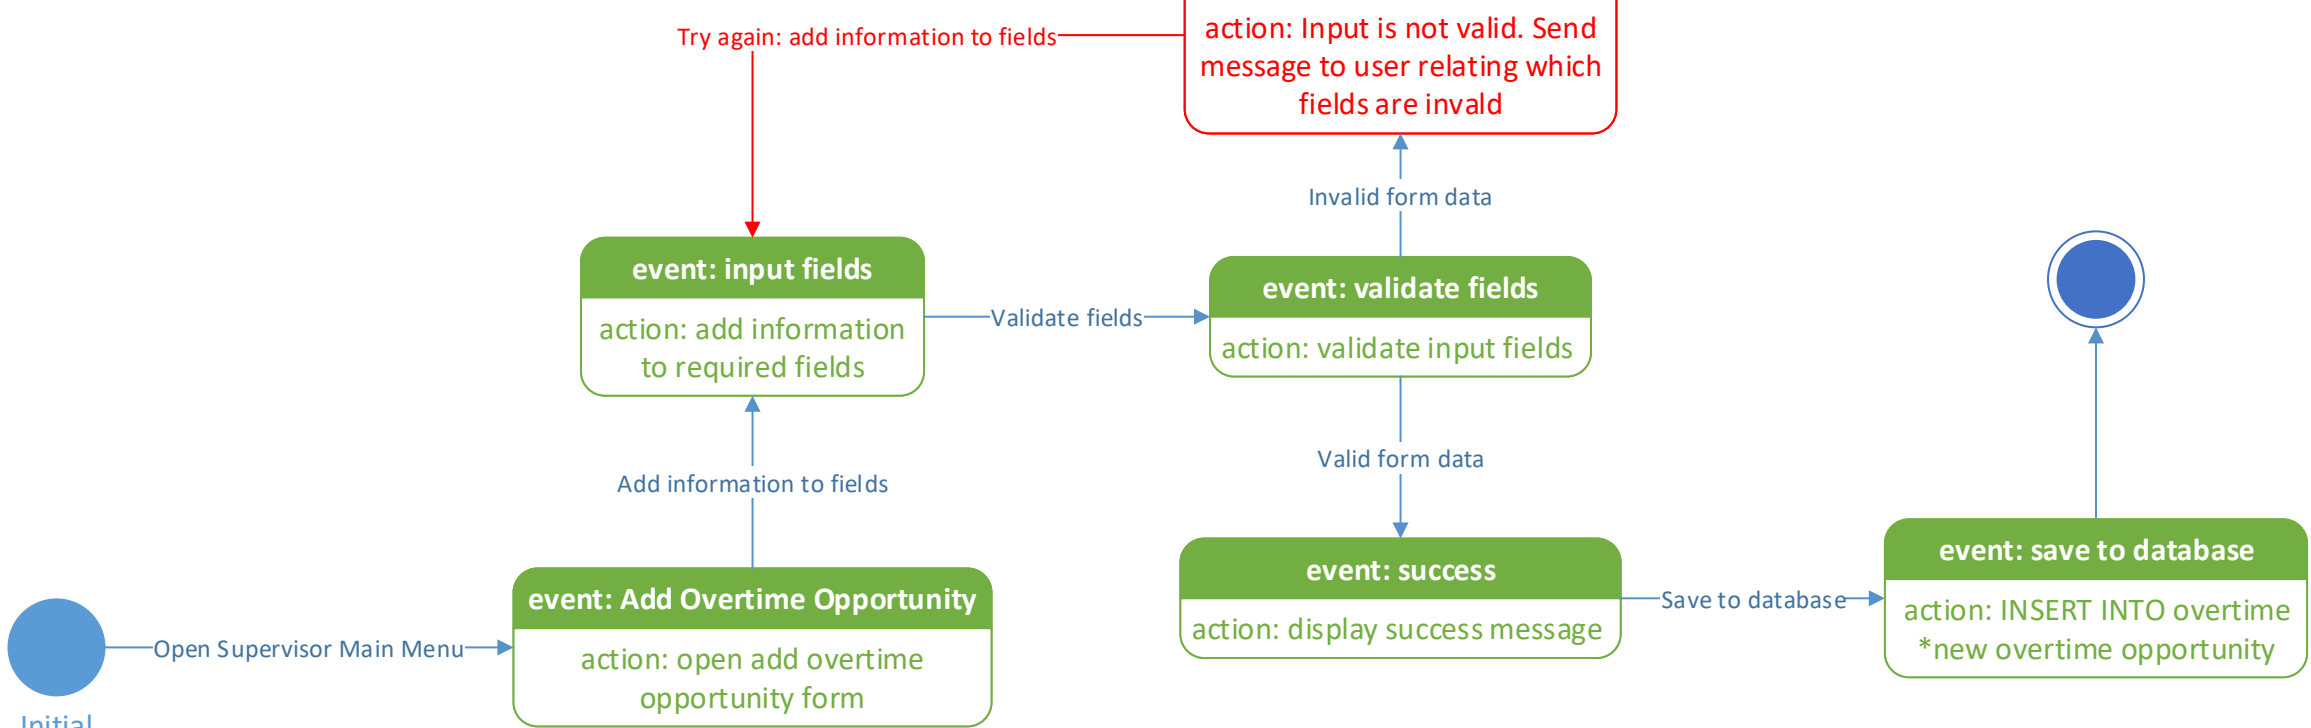 Try again: add information to fields
action: Input is not valid. Send
message to user relating which
fields are invald
Invalid form data
event: input fields
action: add information
to required fields
Validate fields
event: validate fields
action: validate input fields
Add information to fields
Valid form data
event: Add Overtime Opportunity
action: open add overtime
opportunity form
Open Supervisor Main Menu
event: success
action: display success message
Save to database
event: save to database
action: INSERT INTO overtime
*new overtime opportunity
Initial